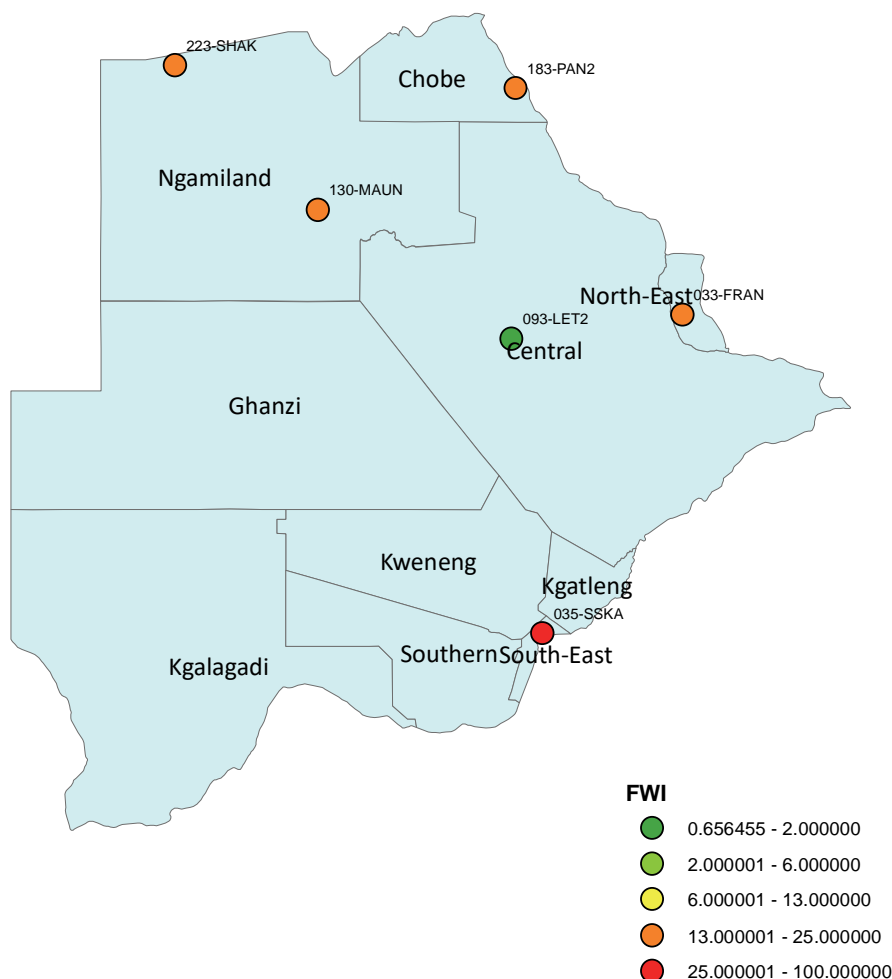 223-SHAK
183-PAN2
Chobe
Ngamiland
130-MAUN
North-East
033-FRAN
093-LET2
Central
Ghanzi
Kweneng
Kgatleng
035-SSKA
Southern
South-East
Kgalagadi
FWI
0.656455 - 2.000000
2.000001 - 6.000000
6.000001 - 13.000000
13.000001 - 25.000000
25.000001 - 100.000000